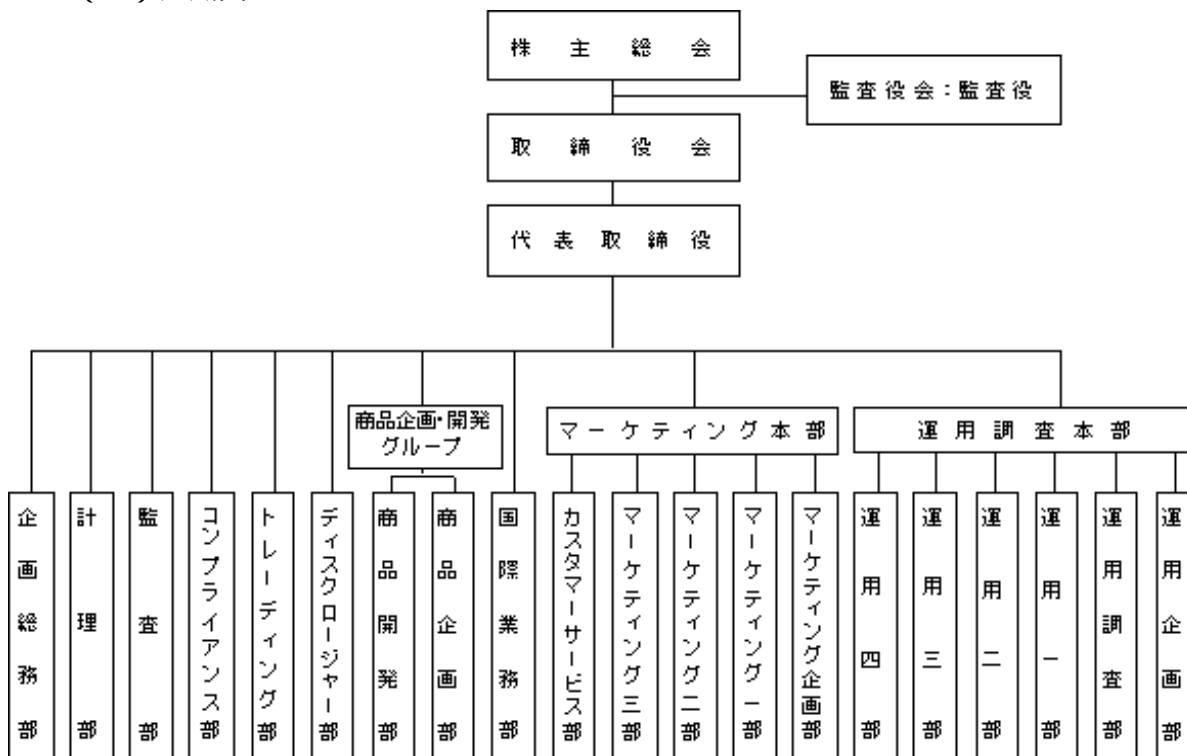 株主総会
監査役会：監査役
取締役会
代表取締役
商品企画・開発
グループ
マーケティング本部
運用調査本部
企画総務部
計理部
監査部
コンプライアンス部
トレーディング部
ディスクロージャー部
商品開発部
商品企画部
国際業務部
カスタマーサービス部
マーケティング三部
マーケティング二部
マーケティング一部
マーケティング企画部
運用四部
運用三部
運用二部
運用一部
運用調査部
運用企画部